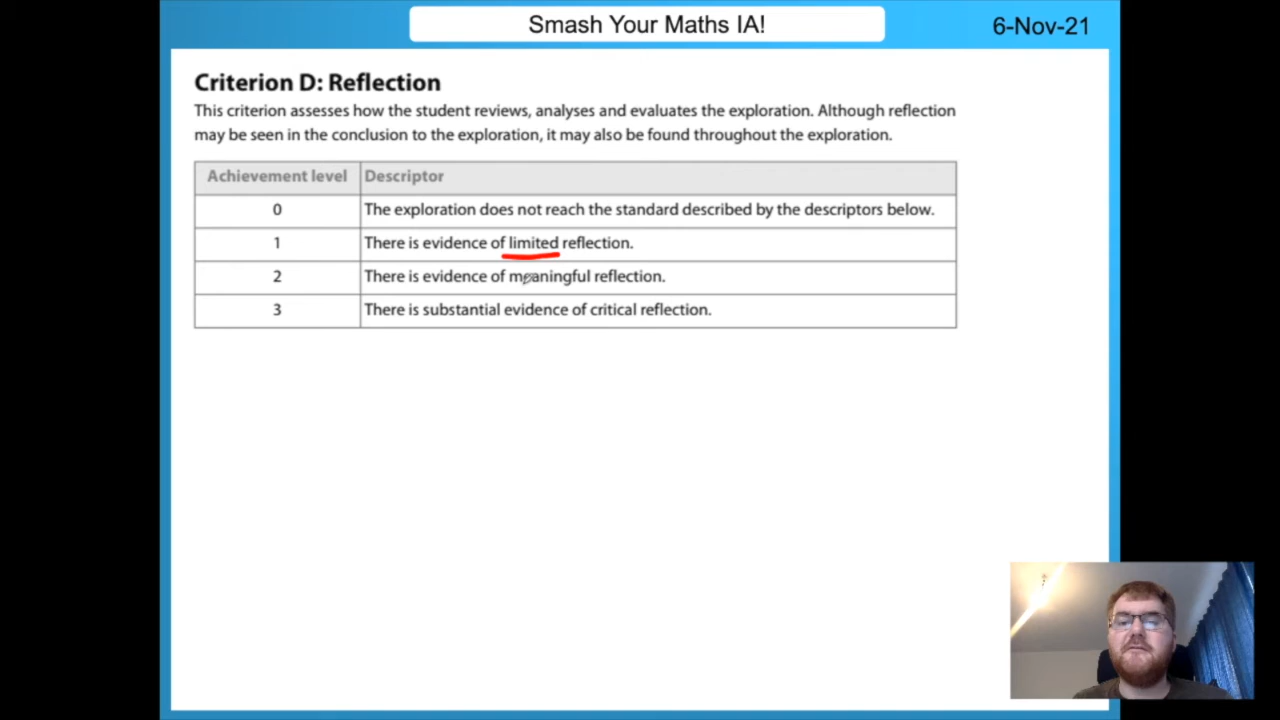 Smash Your Maths IA!
6-Nov-21
Criterion D: Reflection
This criterion assesses how the student reviews, analyses and evaluates the exploration. Although reflection
may be seen in the conclusion to the exploration, it may also be found throughout the exploration.
Achievement level Descriptor
0 The exploration does not reach the standard described by the descriptors below.
1 There is evidence of limited reflection.
2 There is evidence of meaningful reflection.
3 There is substantial evidence of critical reflection.